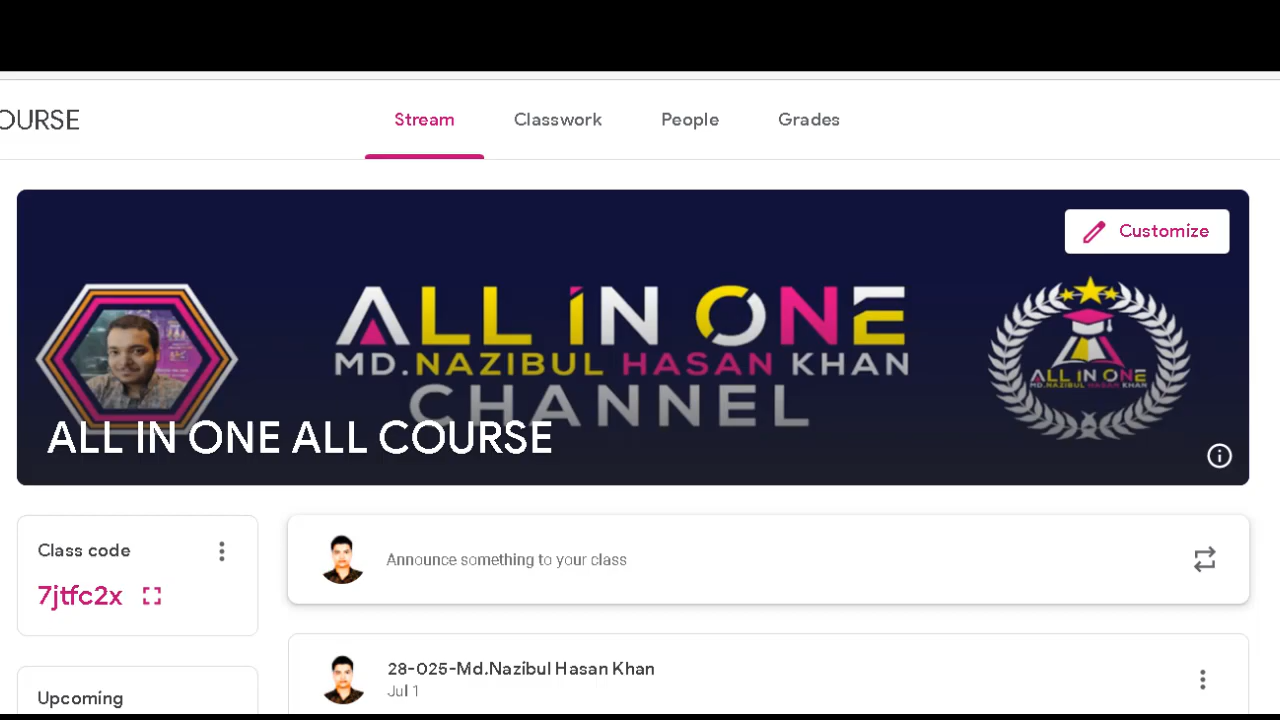 OURSE
Stream
Classwork
People
Grades
Customize
ALL IN ONE
MD.NAZIBUL HASAN KHAN
CHANNEL
ALL IN ONE
MD.NAZIBUL HASAN KHAN
ALL IN ONE ALL COURSE
Class code
7jtfc2x
Announce something to your class
28-025-Md.Nazibul Hasan Khan
Jul 1
Upcoming